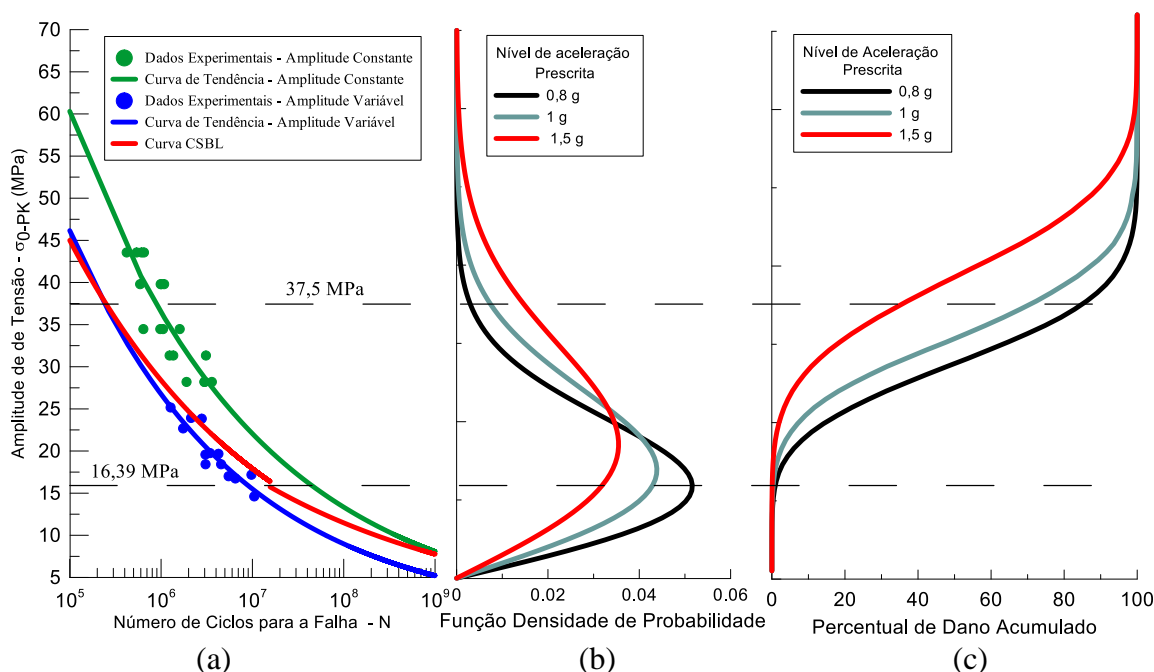 Amplitude de de Tensão - σ0-PK (MPa)
70
65
60
55
50
45
40
35
30
25
20
15
10
5
Dados Experimentais - Amplitude Constante
Curva de Tendência - Amplitude Constante
Dados Experimentais - Amplitude Variável
Curva de Tendência - Amplitude Variável
Curva CSBL
37,5 MPa
16,39 MPa
10^5 10^6 10^7 10^8 10^9
Número de Ciclos para a Falha - N
(a)
Nível de aceleração
Prescrita
0,8 g
1 g
1,5 g
0 0.02 0.04 0.06
Função Densidade de Probabilidade
(b)
Nível de Aceleração
Prescrita
0,8 g
1 g
1,5 g
0 20 40 60 80 100
Percentual de Dano Acumulado
(c)